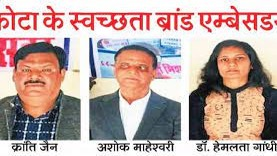 कोटा के स्वच्छता ब्रांड एम्बेसडर
क्रांति जैन
अशोक माहेश्वरी
डॉ. हेमलता गांधी